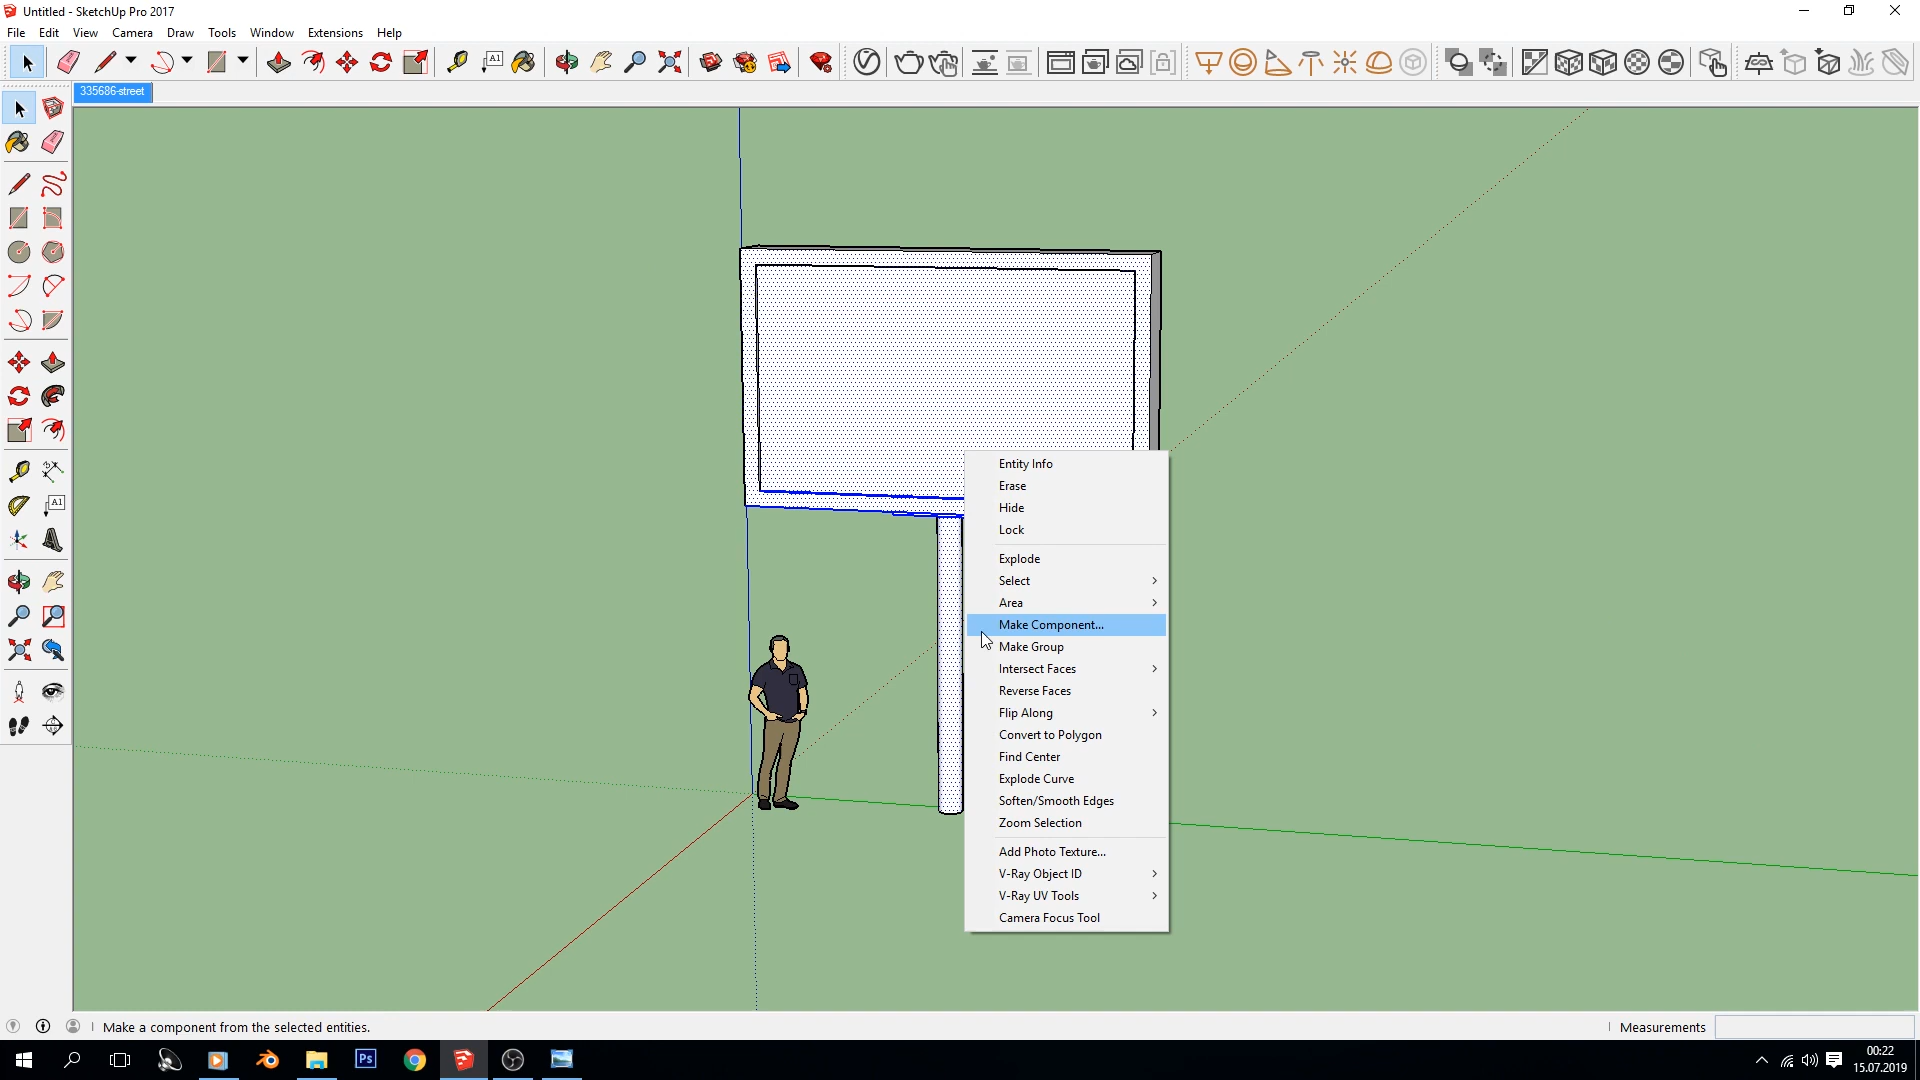 Untitled - SketchUp Pro 2017
File Edit View Camera Draw Tools Window Extensions Help
335686-street
Entity Info
Erase
Hide
Lock
Explode
Select
Area
Make Component...
Make Group
Intersect Faces
Reverse Faces
Flip Along
Convert to Polygon
Find Center
Explode Curve
Soften/Smooth Edges
Zoom Selection
Add Photo Texture...
V-Ray Object ID
V-Ray UV Tools
Camera Focus Tool
Make a component from the selected entities.
Measurements
Ps
00:22
15.07.2019